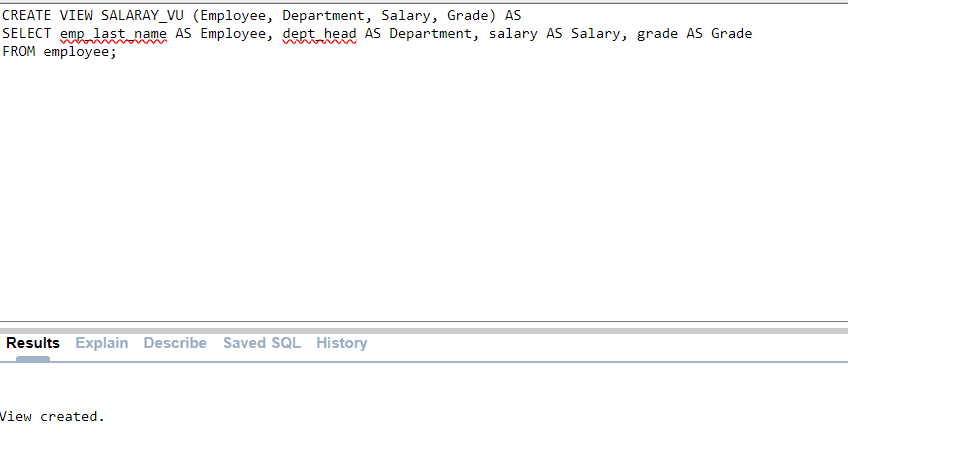 CREATE VIEW SALARAY_VU (Employee, Department, Salary, Grade) AS
SELECT emp_last_name AS Employee, dept_head AS Department, salary AS Salary, grade AS Grade
FROM employee;
Results Explain Describe Saved SQL History
View created.